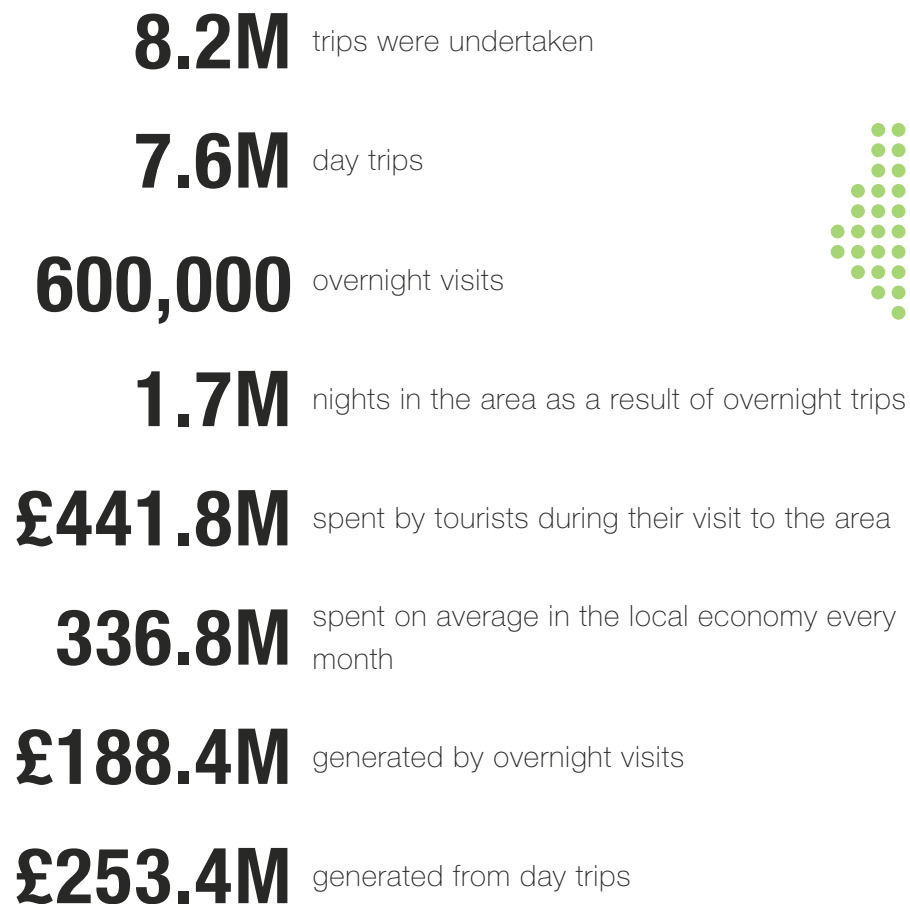 8.2M trips were undertaken
7.6M day trips
600,000 overnight visits
1.7M nights in the area as a result of overnight trips
£441.8M spent by tourists during their visit to the area
336.8M spent on average in the local economy every
month
£188.4M generated by overnight visits
£253.4M generated from day trips